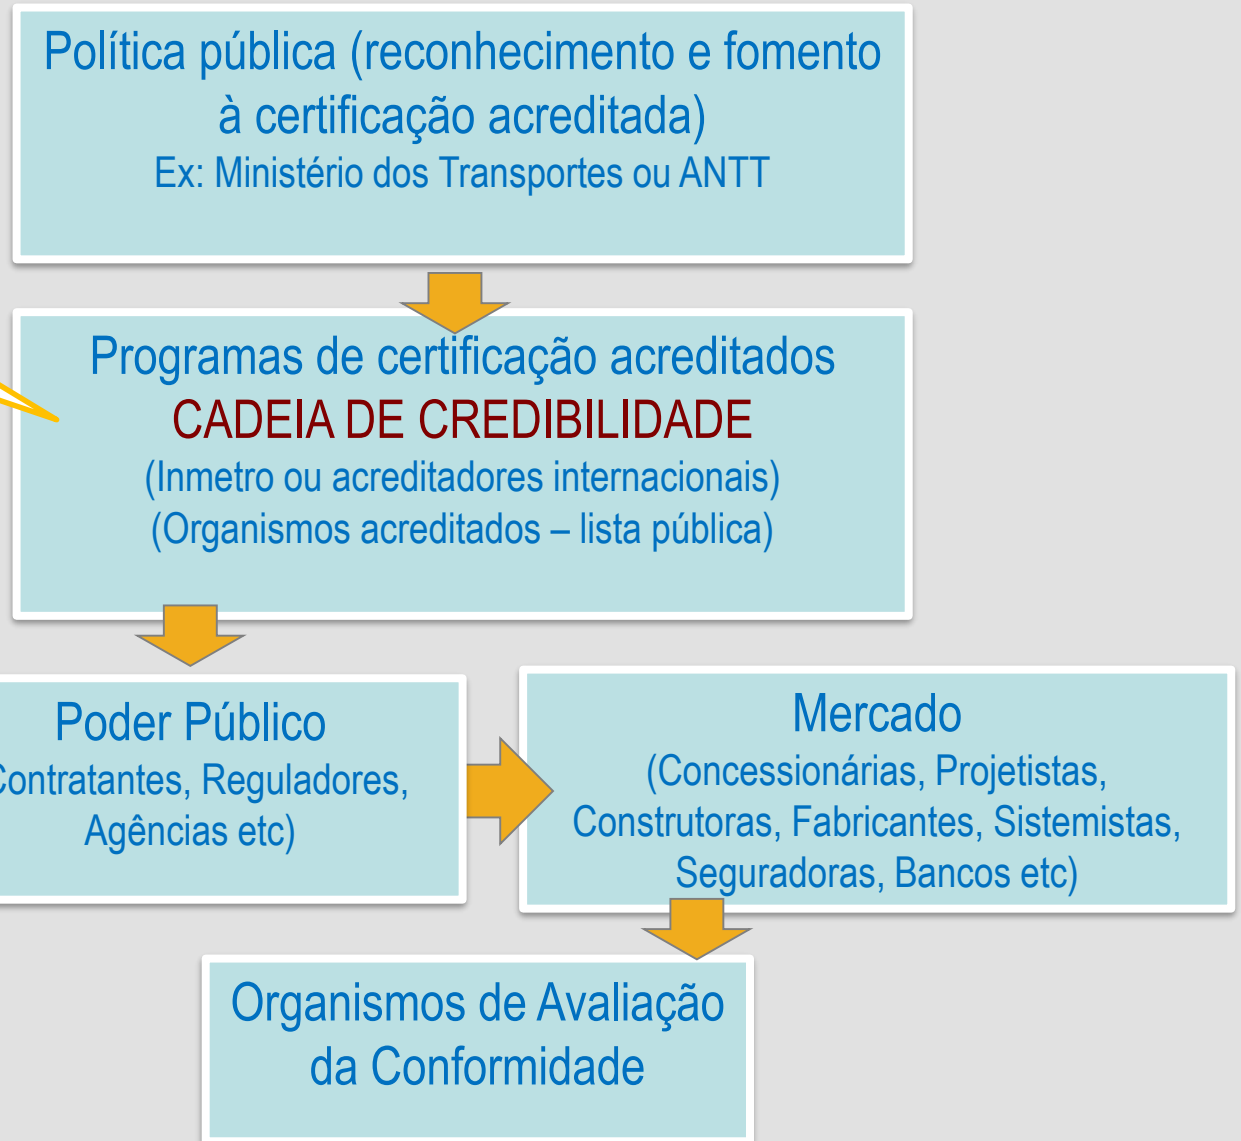 Política pública (reconhecimento e fomento
à certificação acreditada)
Ex: Ministério dos Transportes ou ANTT
Programas de certificação acreditados
CADEIA DE CREDIBILIDADE
(Inmetro ou acreditadores internacionais)
(Organismos acreditados – lista pública)
Poder Público
Contratantes, Reguladores,
Agências etc)
Mercado
(Concessionárias, Projetistas,
Construtoras, Fabricantes, Sistemistas,
Seguradoras, Bancos etc)
Organismos de Avaliação
da Conformidade